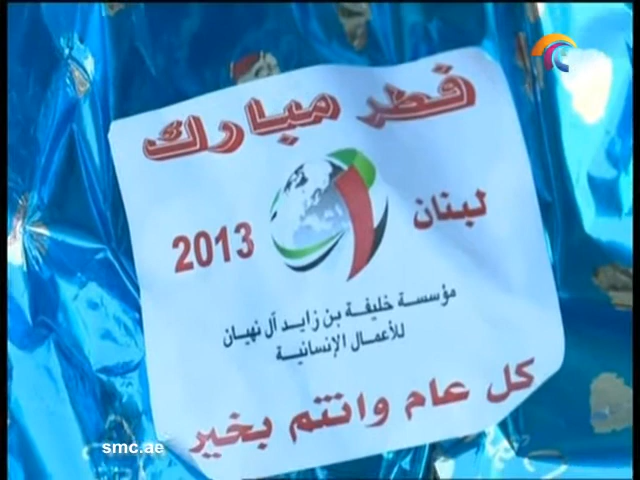 فطر مبارك
لبنان 2013
مؤسسة خليفة بن زايد آل نهيان
للأعمال الإنسانية
كل عام وانتم بخير
smc.ae